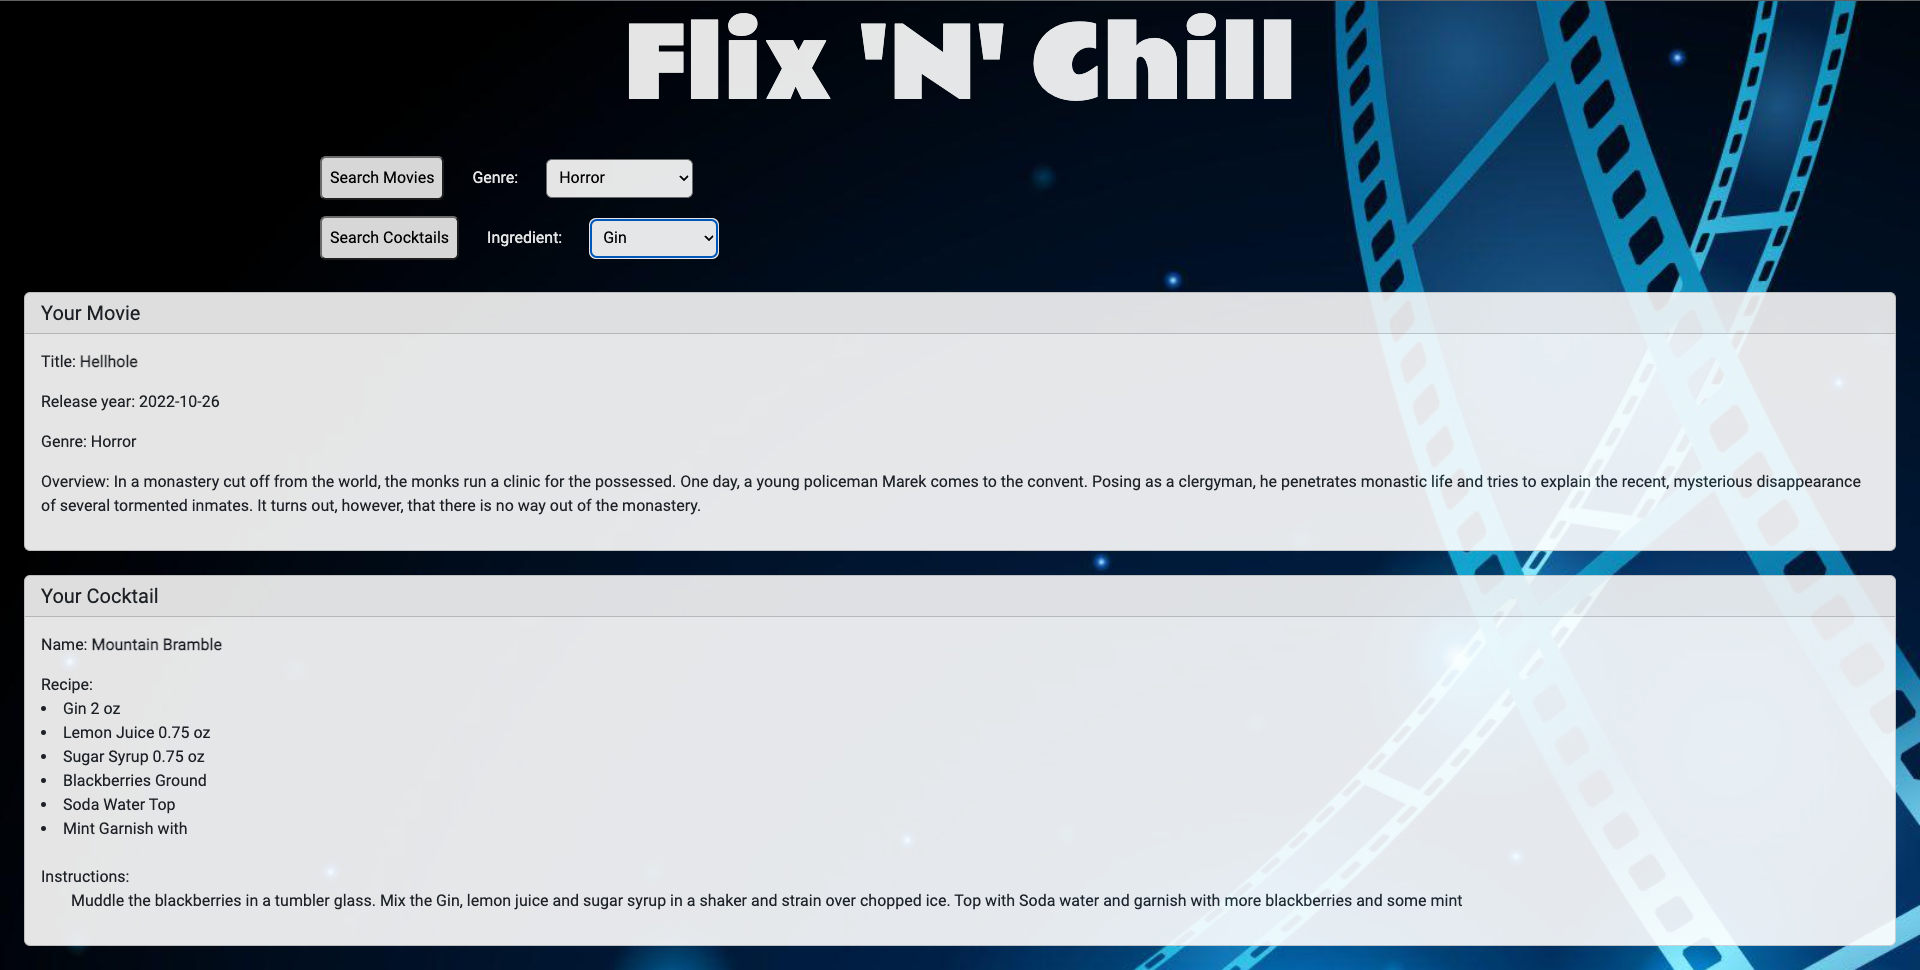 Flix 'N' Chill
Search Movies Genre: Horror
Search Cocktails Ingredient: Gin
Your Movie
Title: Hellhole
Release year: 2022-10-26
Genre: Horror
Overview: In a monastery cut off from the world, the monks run a clinic for the possessed. One day, a young policeman Marek comes to the convent. Posing as a clergyman, he penetrates monastic life and tries to explain the recent, mysterious disappearance
of several tormented inmates. It turns out, however, that there is no way out of the monastery.
Your Cocktail
Name: Mountain Bramble
Recipe:
• Gin 2 oz
• Lemon Juice 0.75 oz
• Sugar Syrup 0.75 oz
• Blackberries Ground
• Soda Water Top
• Mint Garnish with
Instructions:
Muddle the blackberries in a tumbler glass. Mix the Gin, lemon juice and sugar syrup in a shaker and strain over chopped ice. Top with Soda water and garnish with more blackberries and some mint